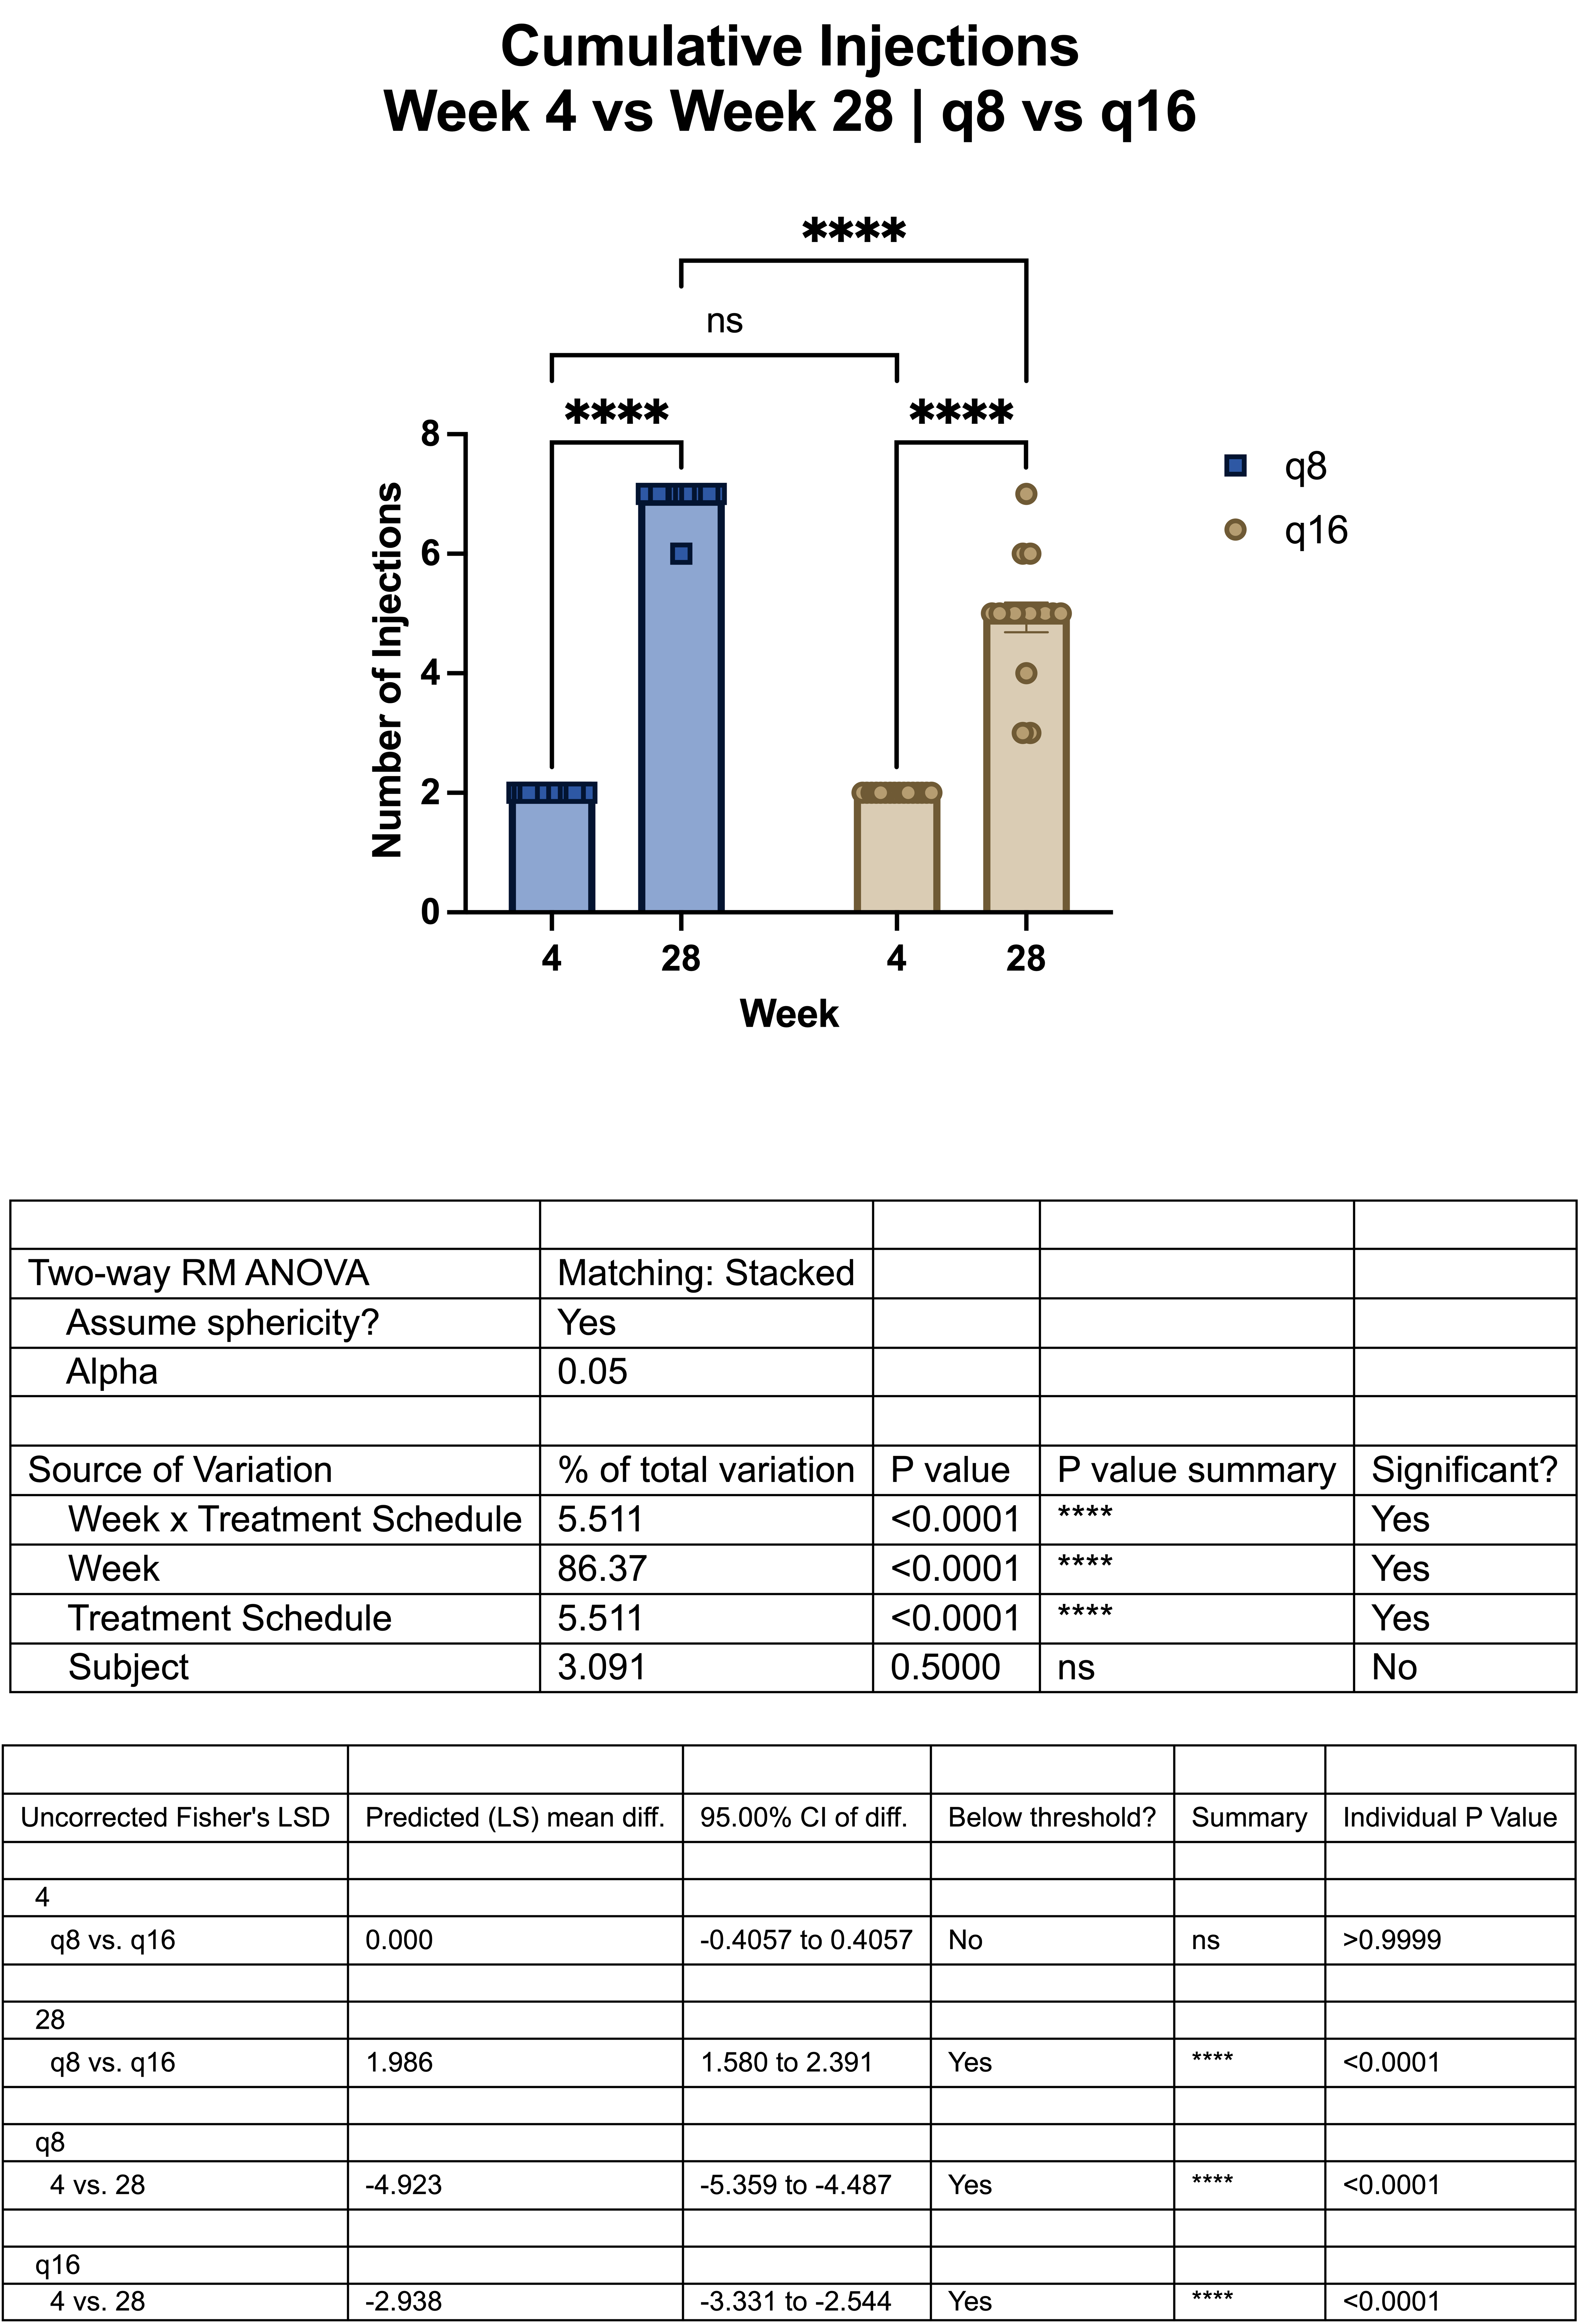 Cumulative Injections
Week 4 vs Week 28 | q8 vs q16
****
ns
**** ****
8
6
4
2
0
Number of Injections
q8
q16
4 28 4 28
Week
Two-way RM ANOVA Matching: Stacked
Assume sphericity? Yes
Alpha 0.05
Source of Variation % of total variation P value P value summary Significant?
Week x Treatment Schedule 5.511 <0.0001 **** Yes
Week 86.37 <0.0001 **** Yes
Treatment Schedule 5.511 <0.0001 **** Yes
Subject 3.091 0.5000 ns No
Uncorrected Fisher's LSD Predicted (LS) mean diff. 95.00% CI of diff. Below threshold? Summary Individual P Value
4
q8 vs. q16 0.000 -0.4057 to 0.4057 No ns >0.9999
28
q8 vs. q16 1.986 1.580 to 2.391 Yes **** <0.0001
q8
4 vs. 28 -4.923 -5.359 to -4.487 Yes **** <0.0001
q16
4 vs. 28 -2.938 -3.331 to -2.544 Yes **** <0.0001